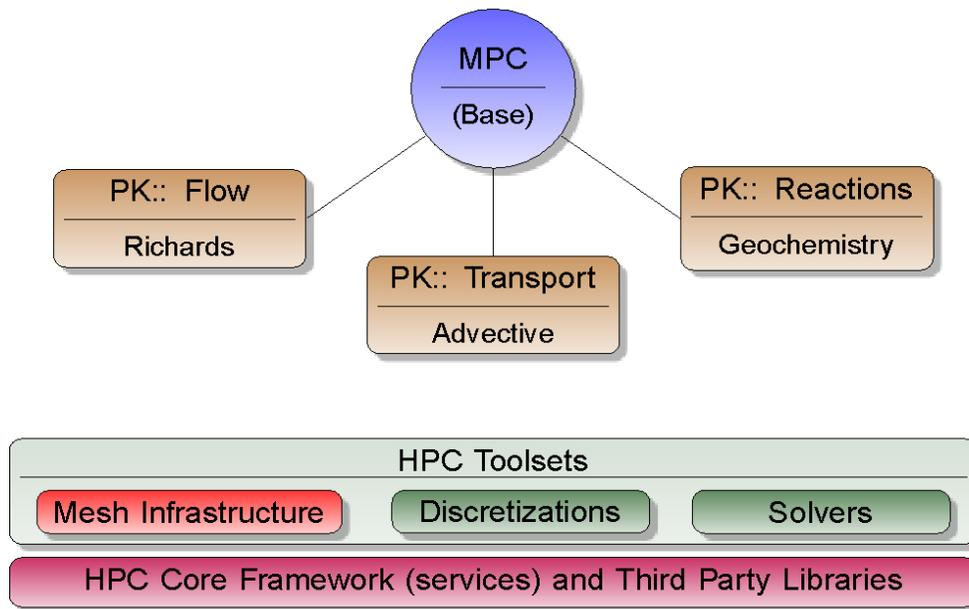 MPC
(Base)
PK:: Flow
Richards
PK:: Transport
Advective
PK:: Reactions
Geochemistry
HPC Toolsets
Mesh Infrastructure
Discretizations
Solvers
HPC Core Framework (services) and Third Party Libraries